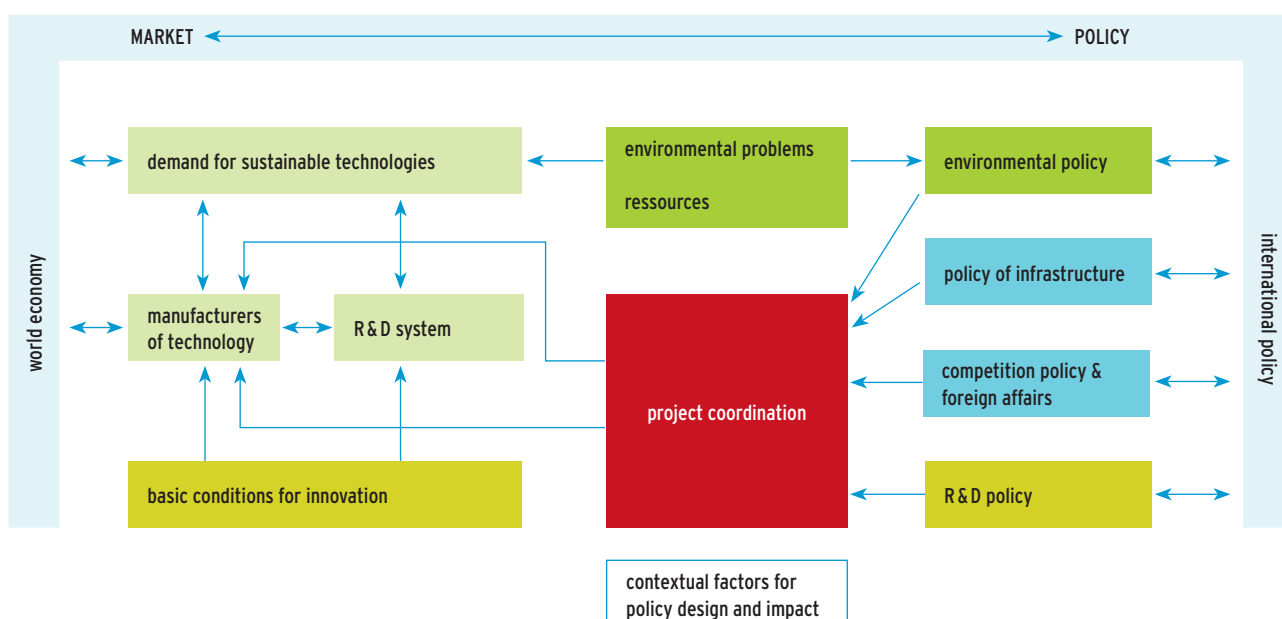 MARKET
POLICY
world economy
demand for sustainable technologies
environmental problems
ressources
environmental policy
policy of infrastructure
manufacturers
of technology
R & D system
project coordination
competition policy &
foreign affairs
basic conditions for innovation
R & D policy
international policy
contextual factors for
policy design and impact